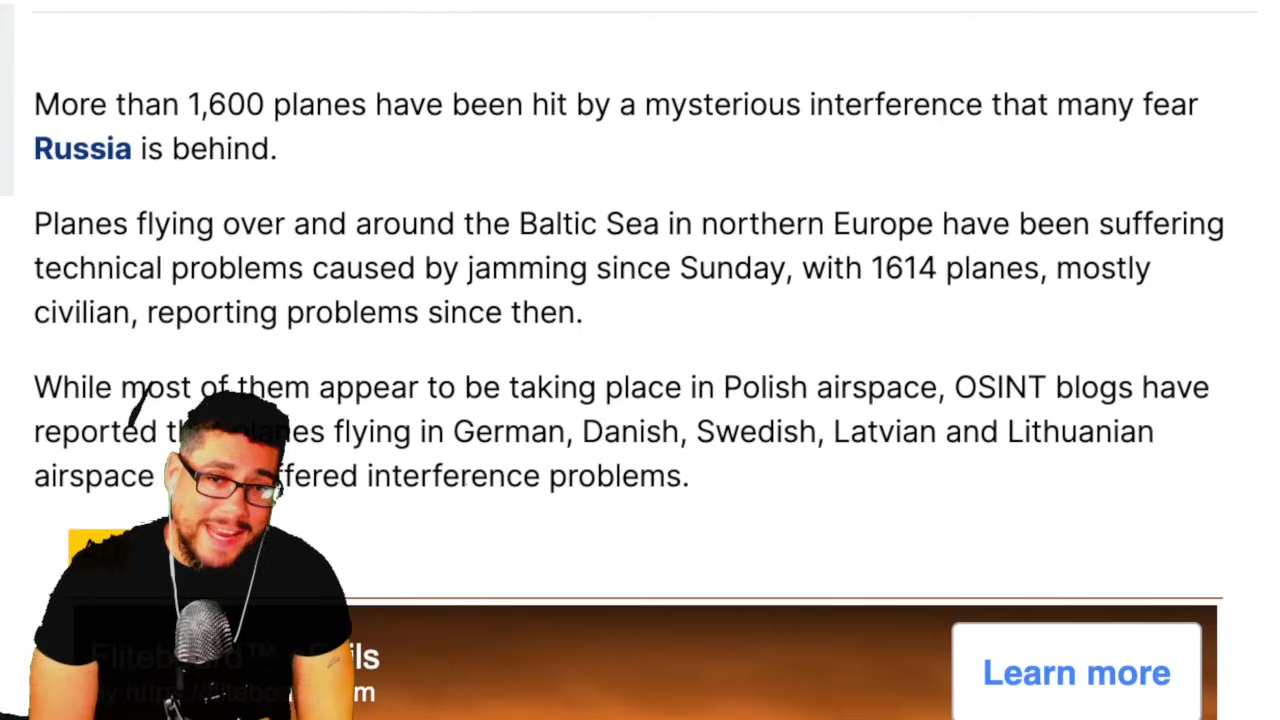 More than 1,600 planes have been hit by a mysterious interference that many fear
Russia is behind.
Planes flying over and around the Baltic Sea in northern Europe have been suffering
technical problems caused by jamming since Sunday, with 1614 planes, mostly
civilian, reporting problems since then.
While most of them appear to be taking place in Polish airspace, OSINT blogs have
reported planes flying in German, Danish, Swedish, Latvian and Lithuanian
airspace interference problems.
Learn more